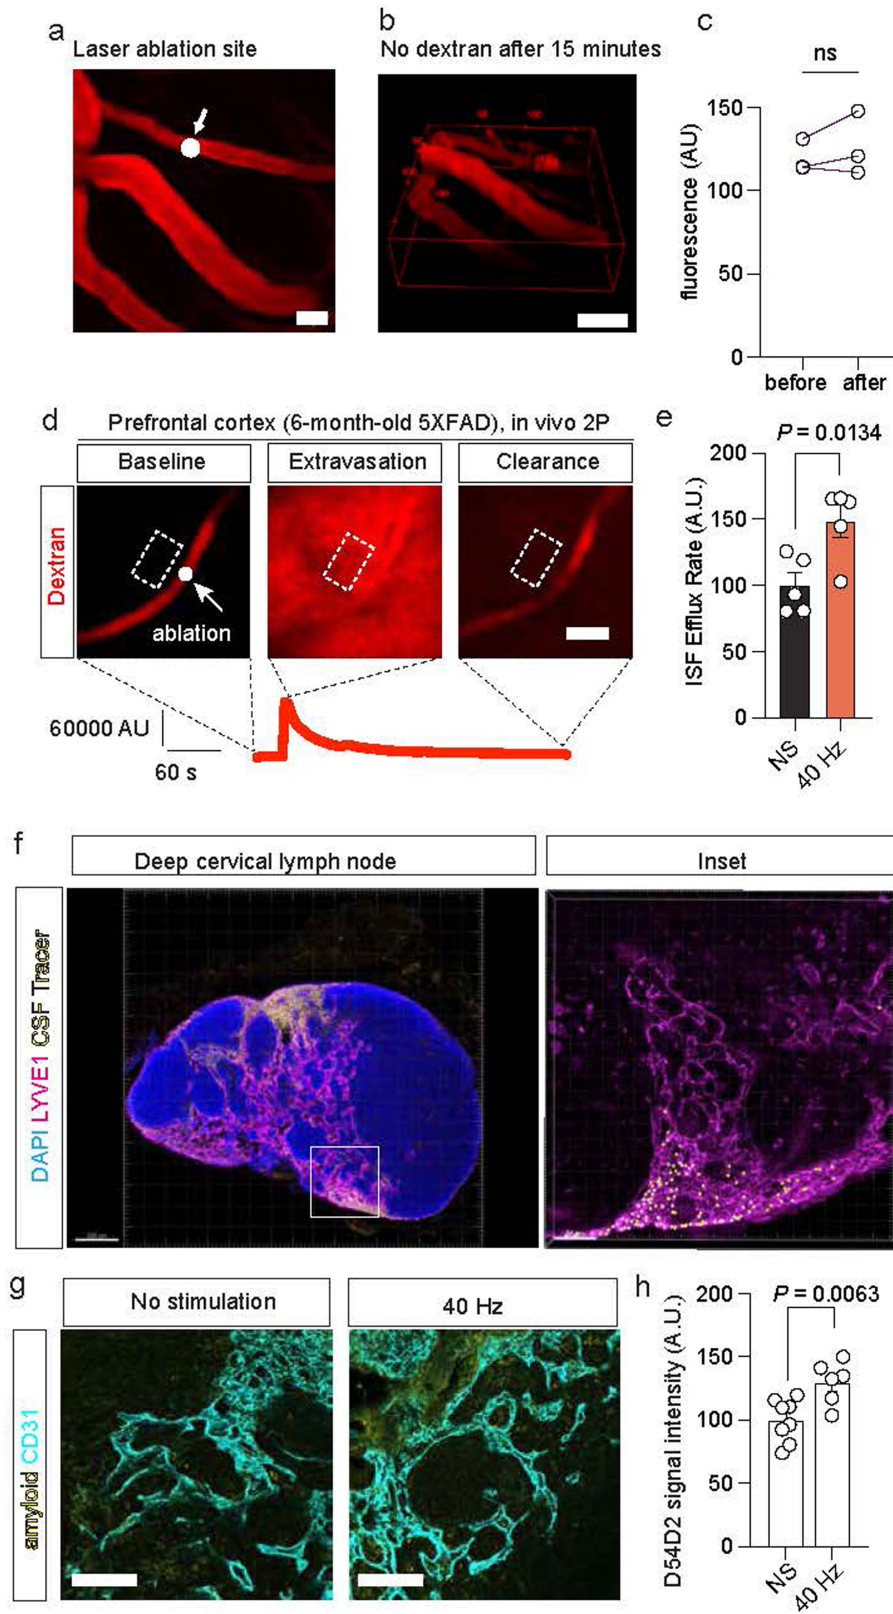 a
Laser ablation site
b
No dextran after 15 minutes
c
ns
fluorescence (AU)
150
100
50
0
before after
d
Prefrontal cortex (6-month-old 5XFAD), in vivo 2P
Baseline
Extravasation
Clearance
Dextran
ablation
60000 AU
60 s
e
P = 0.0134
ISF Efflux Rate (A.U.)
200
150
100
50
0
NS
40 Hz
f
Deep cervical lymph node
Inset
DAPI LYVE1 CSF Tracer
g
No stimulation
40 Hz
amyloid CD31
h
P = 0.0063
D54D2 signal intensity (A.U.)
200
150
100
50
0
NS
40 Hz